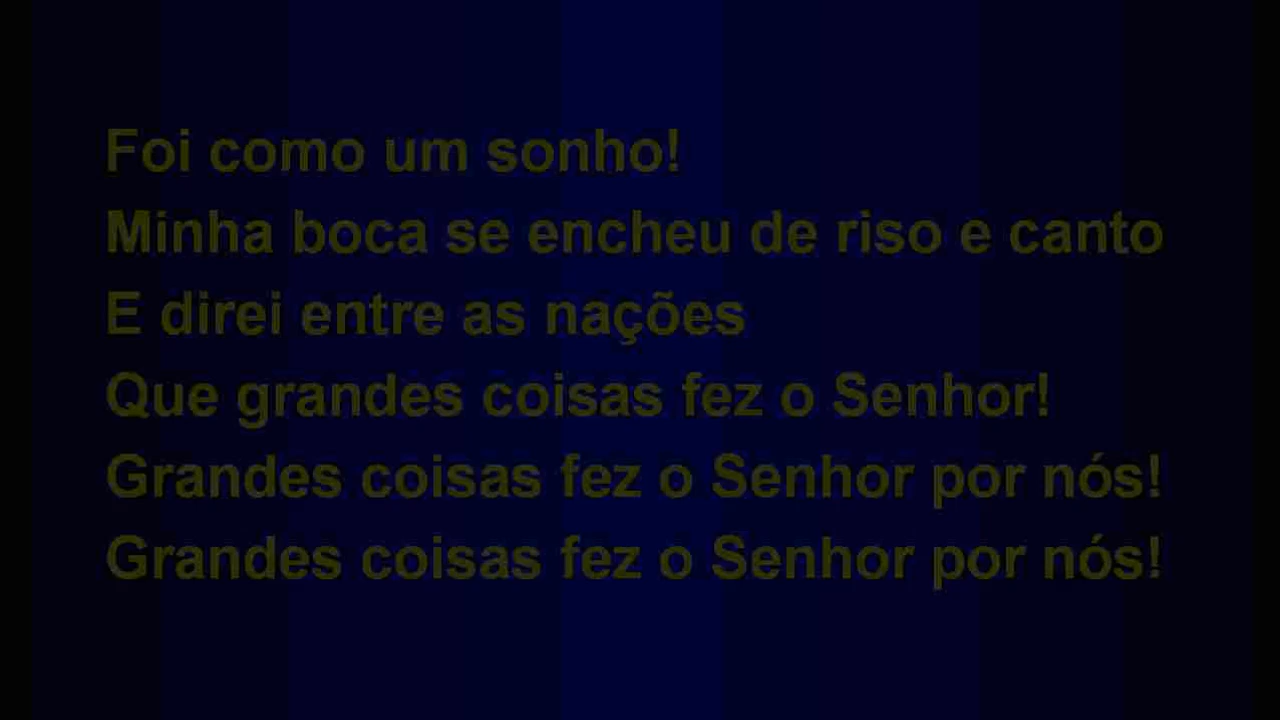 Foi como um sonho!
Minha boca se encheu de riso e canto
E direi entre as nações
Que grandes coisas fez o Senhor!
Grandes coisas fez o Senhor por nós!
Grandes coisas fez o Senhor por nós!